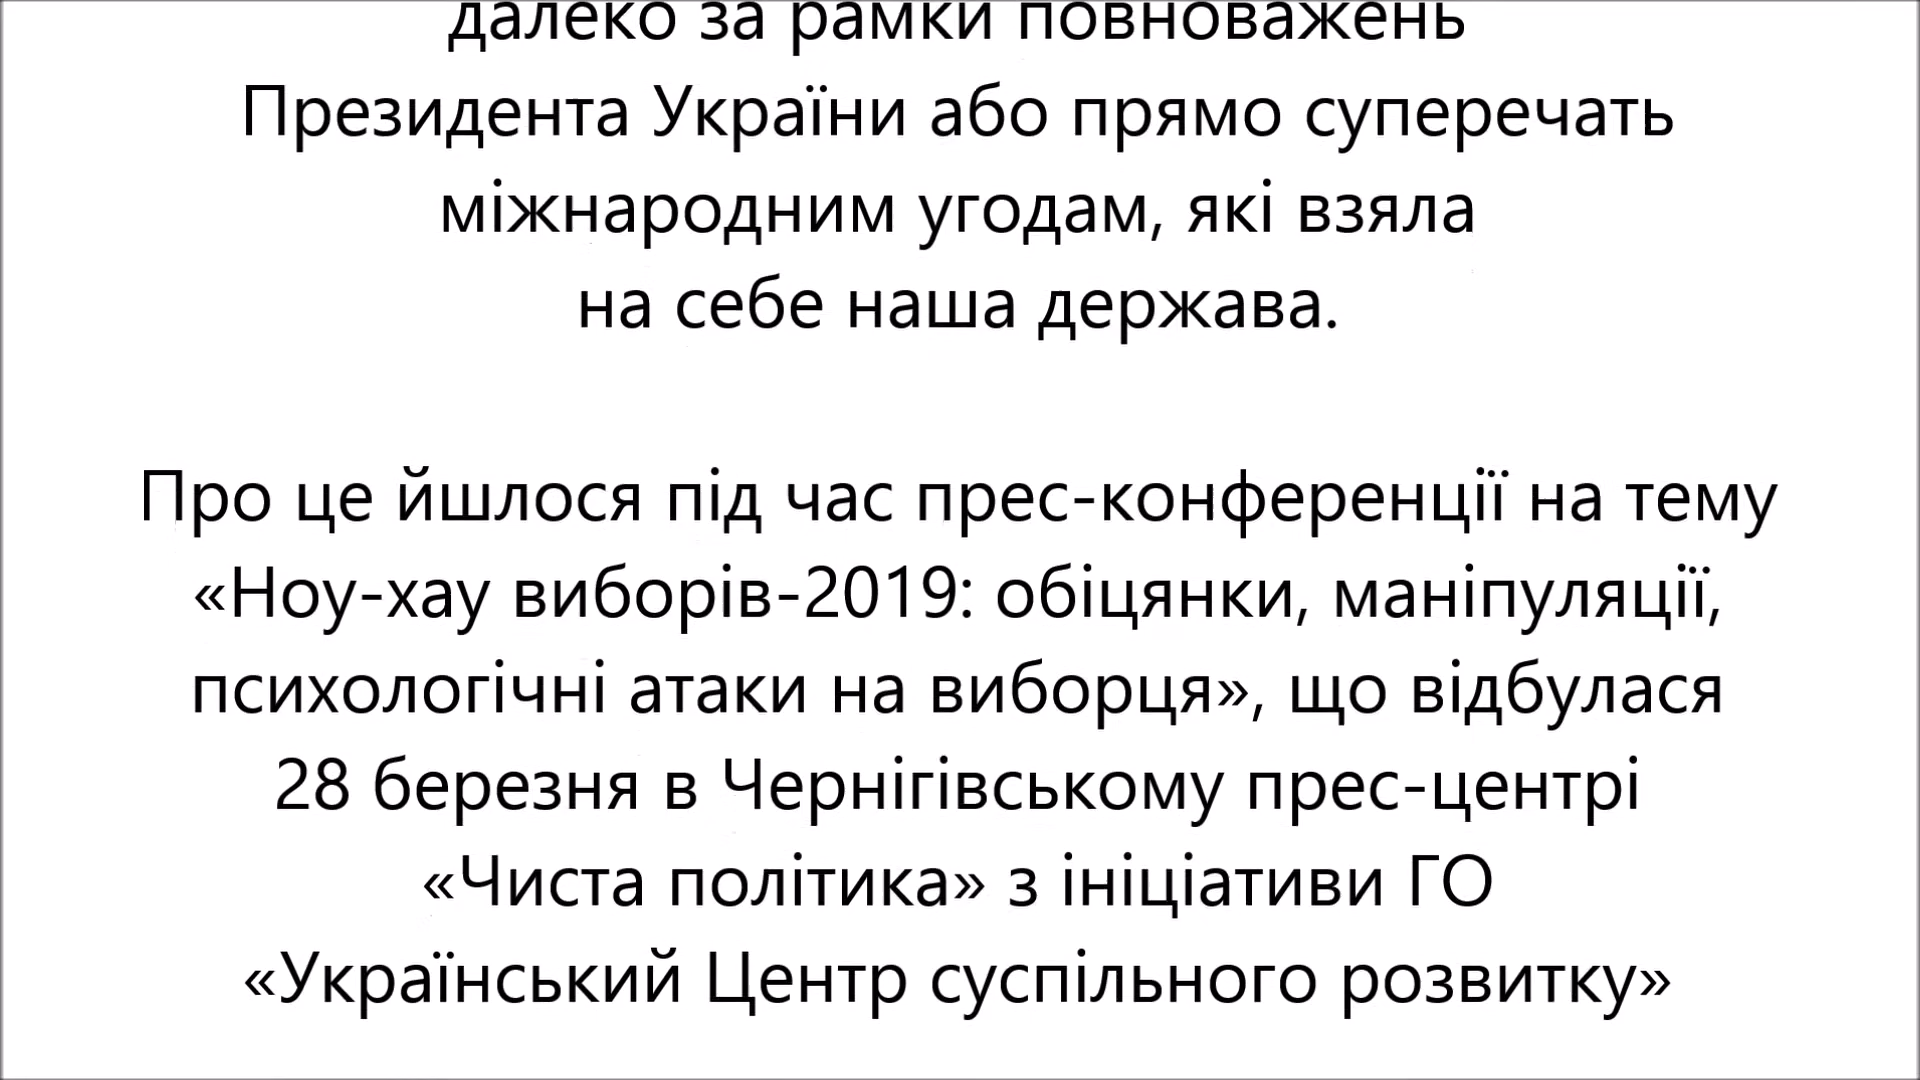 далеко за рамки повноважень
Президента України або прямо суперечать
міжнародним угодам, які взяла
на себе наша держава.
Про це йшлося під час прес-конференції на тему
«Ноу-хау виборів-2019: обіцянки, маніпуляції,
психологічні атаки на виборця», що відбулася
28 березня в Чернігівському прес-центрі
«Чиста політика» з ініціативи ГО
«Український Центр суспільного розвитку»